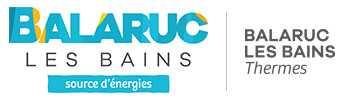 BALARUC
LES BAINS
source d'énergies
BALARUC
LES BAINS
Thermes